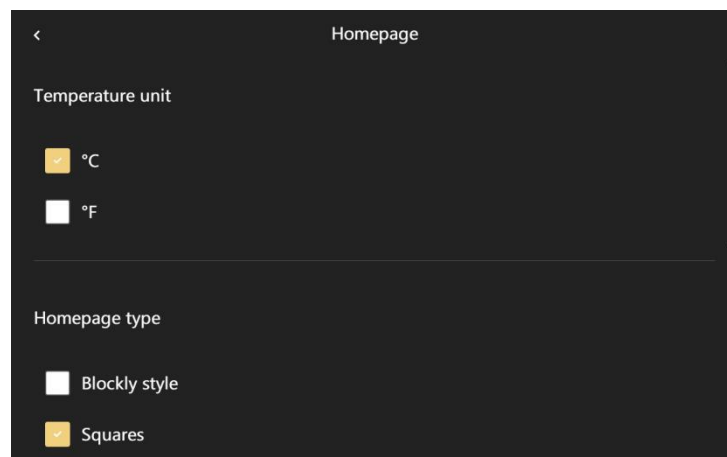 Homepage
Temperature unit
°C
°F
Homepage type
Blockly style
Squares